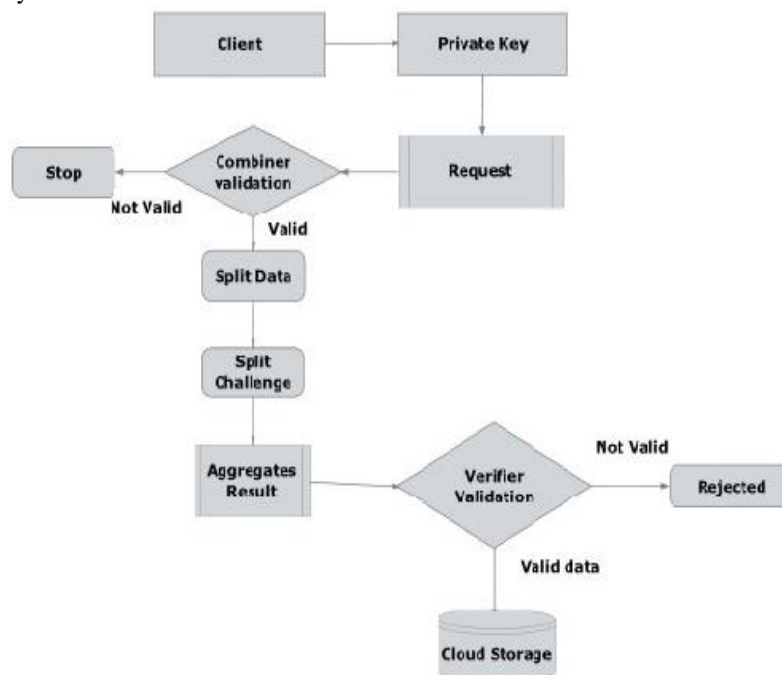 Client
Private Key
Stop
Combiner
validation
Request
Not Valid
Valid
Split Data
Split
Challenge
Aggregates
Result
Verifier
Validation
Not Valid
Rejected
Valid data
Cloud Storage